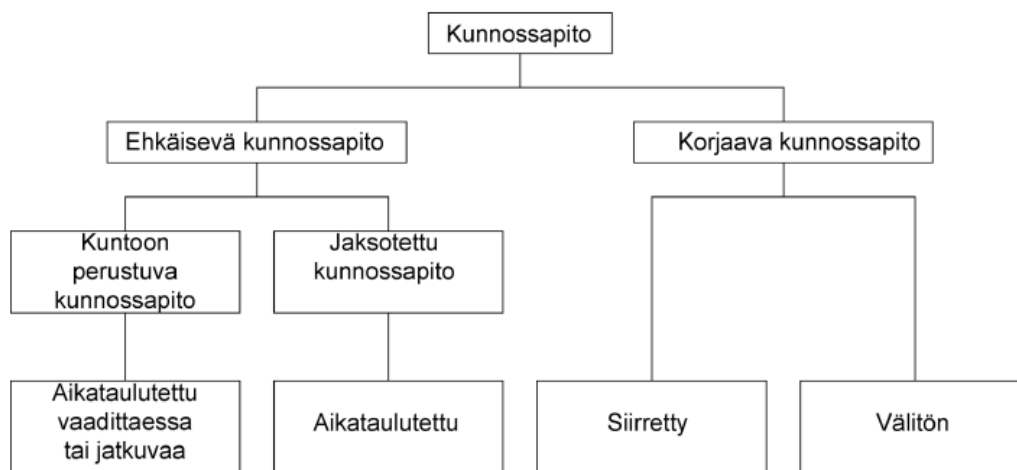 Kunnossapito
Ehkäisevä kunnossapito
Korjaava kunnossapito
Kuntoon
perustuva
kunnossapito
Jaksotettu
kunnossapito
Aikataulutettu
vaadittaessa
tai jatkuvaa
Aikataulutettu
Siirretty
Välitön